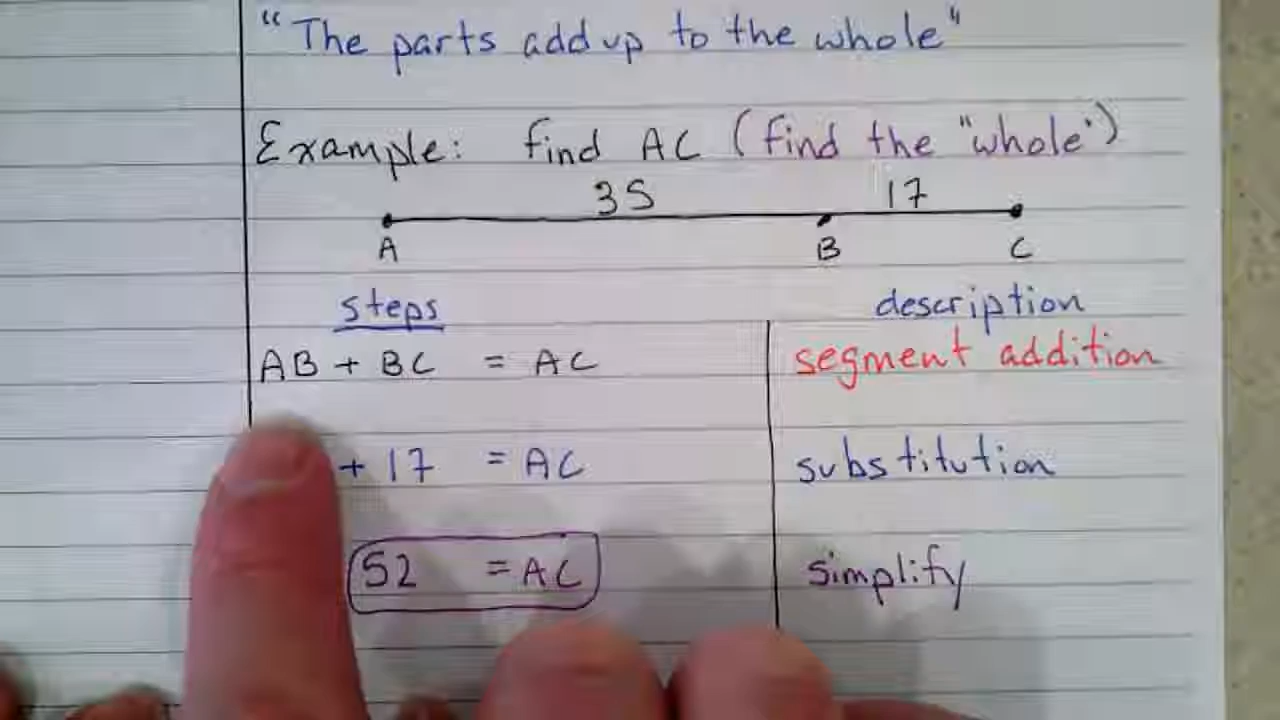 "The parts add up to the whole"
Example: find AC (find the "whole")
35 17
A B C
steps description
AB + BC = AC segment addition
+ 17 = AC substitution
52 = AC simplify